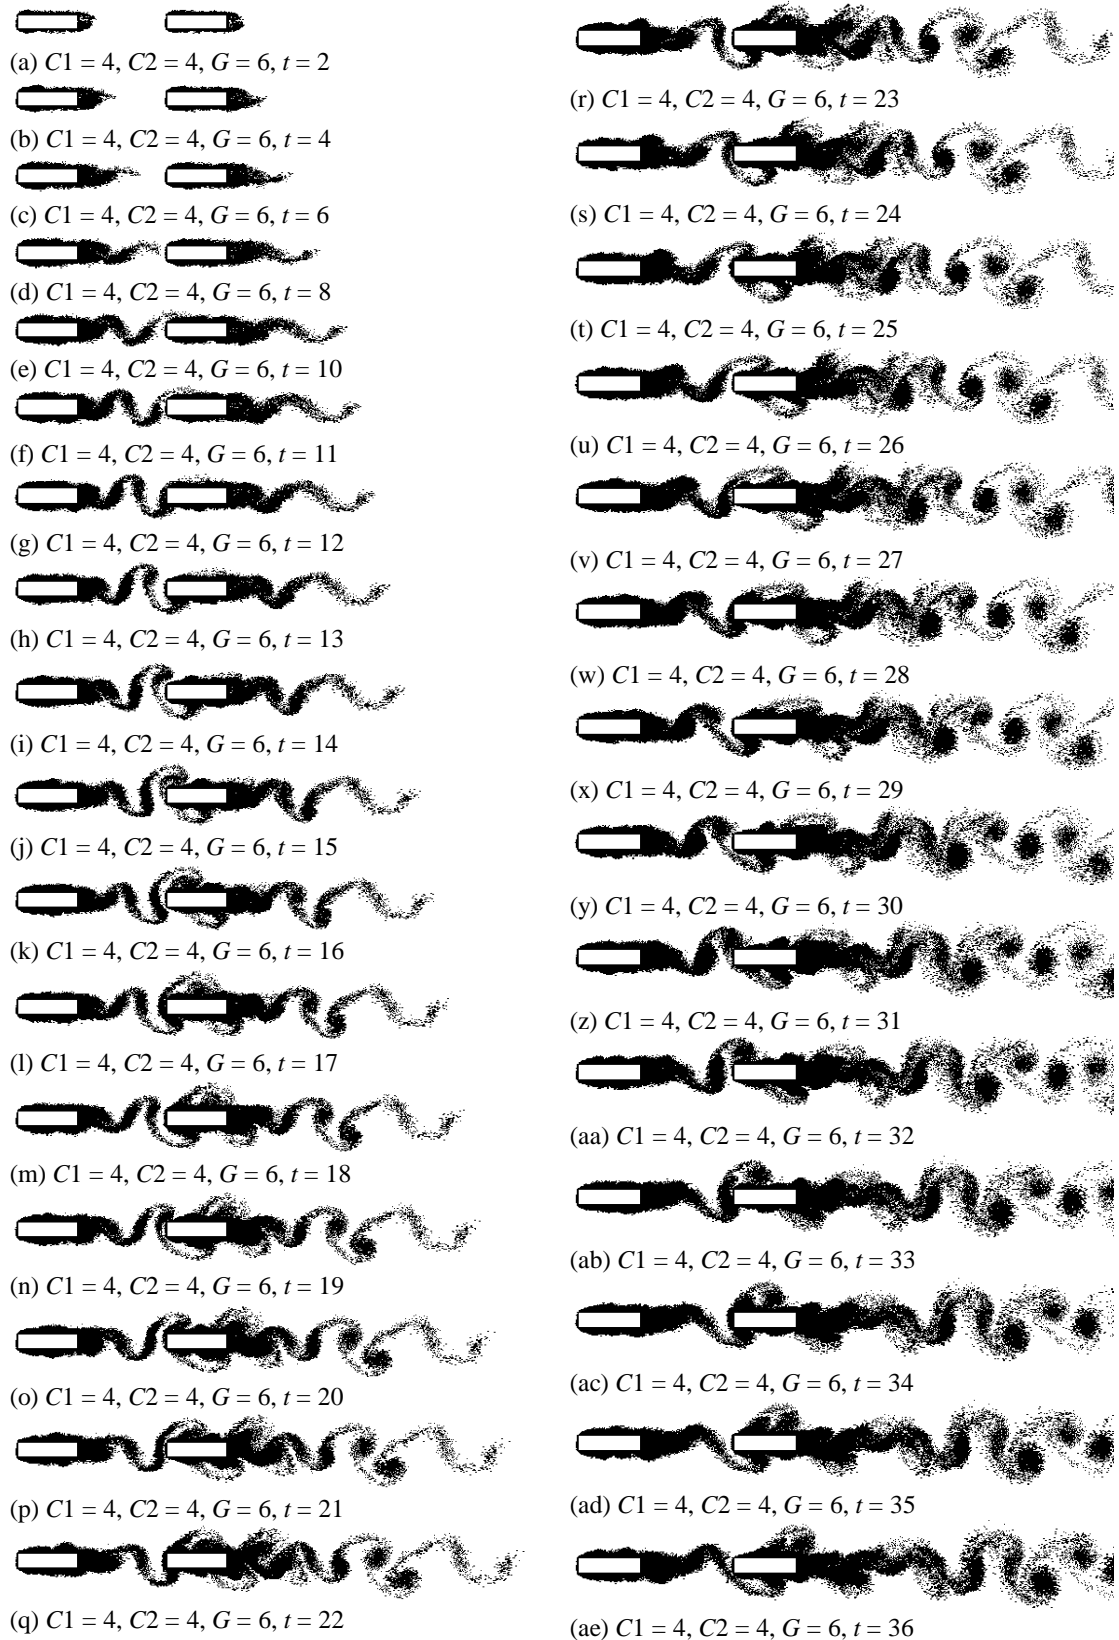 (a) C1 = 4, C2 = 4, G = 6, t = 2
(b) C1 = 4, C2 = 4, G = 6, t = 4
(c) C1 = 4, C2 = 4, G = 6, t = 6
(d) C1 = 4, C2 = 4, G = 6, t = 8
(e) C1 = 4, C2 = 4, G = 6, t = 10
(f) C1 = 4, C2 = 4, G = 6, t = 11
(g) C1 = 4, C2 = 4, G = 6, t = 12
(h) C1 = 4, C2 = 4, G = 6, t = 13
(i) C1 = 4, C2 = 4, G = 6, t = 14
(j) C1 = 4, C2 = 4, G = 6, t = 15
(k) C1 = 4, C2 = 4, G = 6, t = 16
(l) C1 = 4, C2 = 4, G = 6, t = 17
(m) C1 = 4, C2 = 4, G = 6, t = 18
(n) C1 = 4, C2 = 4, G = 6, t = 19
(o) C1 = 4, C2 = 4, G = 6, t = 20
(p) C1 = 4, C2 = 4, G = 6, t = 21
(q) C1 = 4, C2 = 4, G = 6, t = 22
(r) C1 = 4, C2 = 4, G = 6, t = 23
(s) C1 = 4, C2 = 4, G = 6, t = 24
(t) C1 = 4, C2 = 4, G = 6, t = 25
(u) C1 = 4, C2 = 4, G = 6, t = 26
(v) C1 = 4, C2 = 4, G = 6, t = 27
(w) C1 = 4, C2 = 4, G = 6, t = 28
(x) C1 = 4, C2 = 4, G = 6, t = 29
(y) C1 = 4, C2 = 4, G = 6, t = 30
(z) C1 = 4, C2 = 4, G = 6, t = 31
(aa) C1 = 4, C2 = 4, G = 6, t = 32
(ab) C1 = 4, C2 = 4, G = 6, t = 33
(ac) C1 = 4, C2 = 4, G = 6, t = 34
(ad) C1 = 4, C2 = 4, G = 6, t = 35
(ae) C1 = 4, C2 = 4, G = 6, t = 36